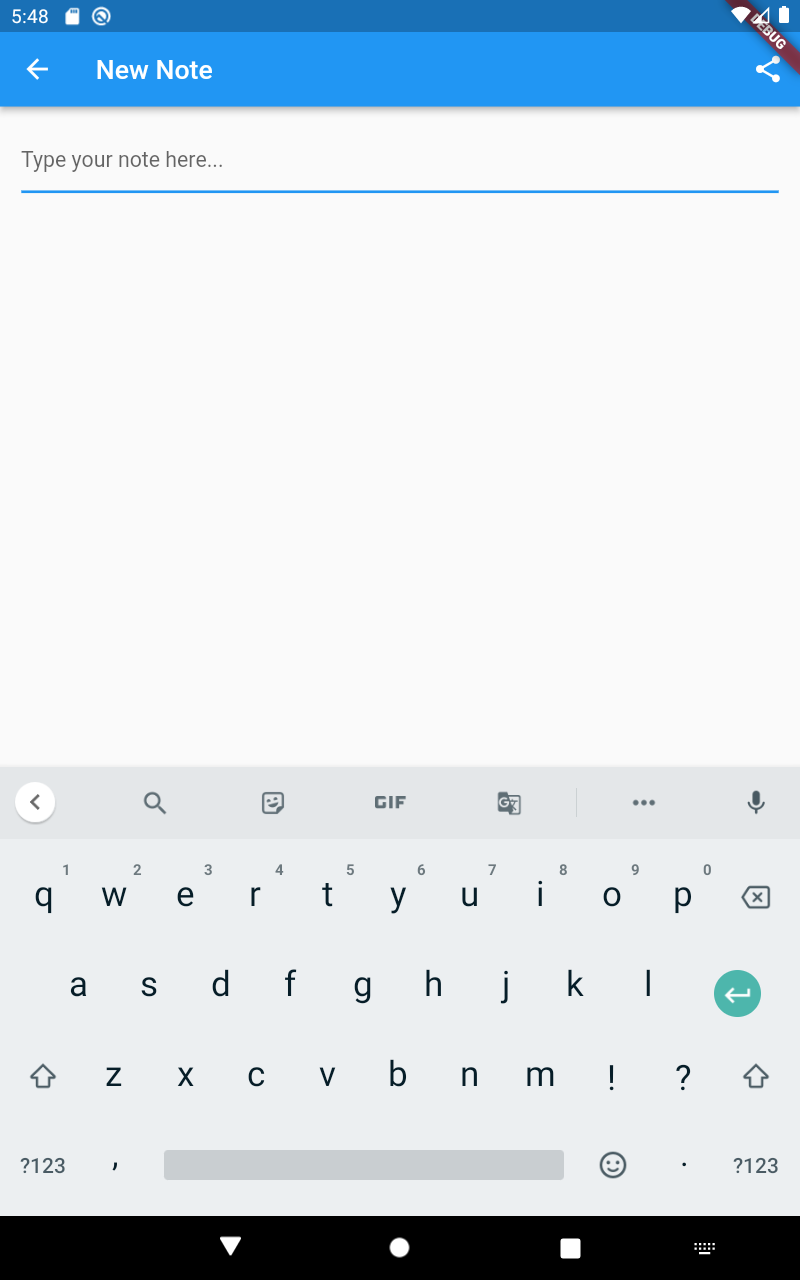 5:48
DEBUG
New Note
Type your note here...
GIF
G
1 2 3 4 5 6 7 8 9 0
q w e r t y u i o p
a s d f g h j k l
z x c v b n m ! ?
?123 , . ?123